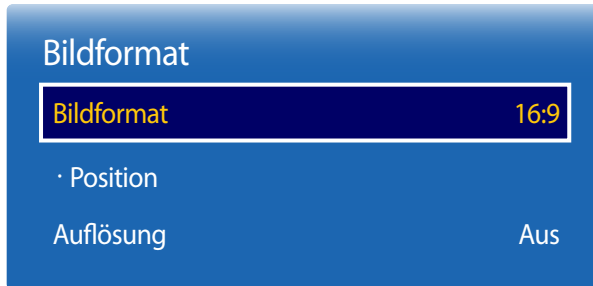 Bildformat
Bildformat 16:9
· Position
Auflösung Aus